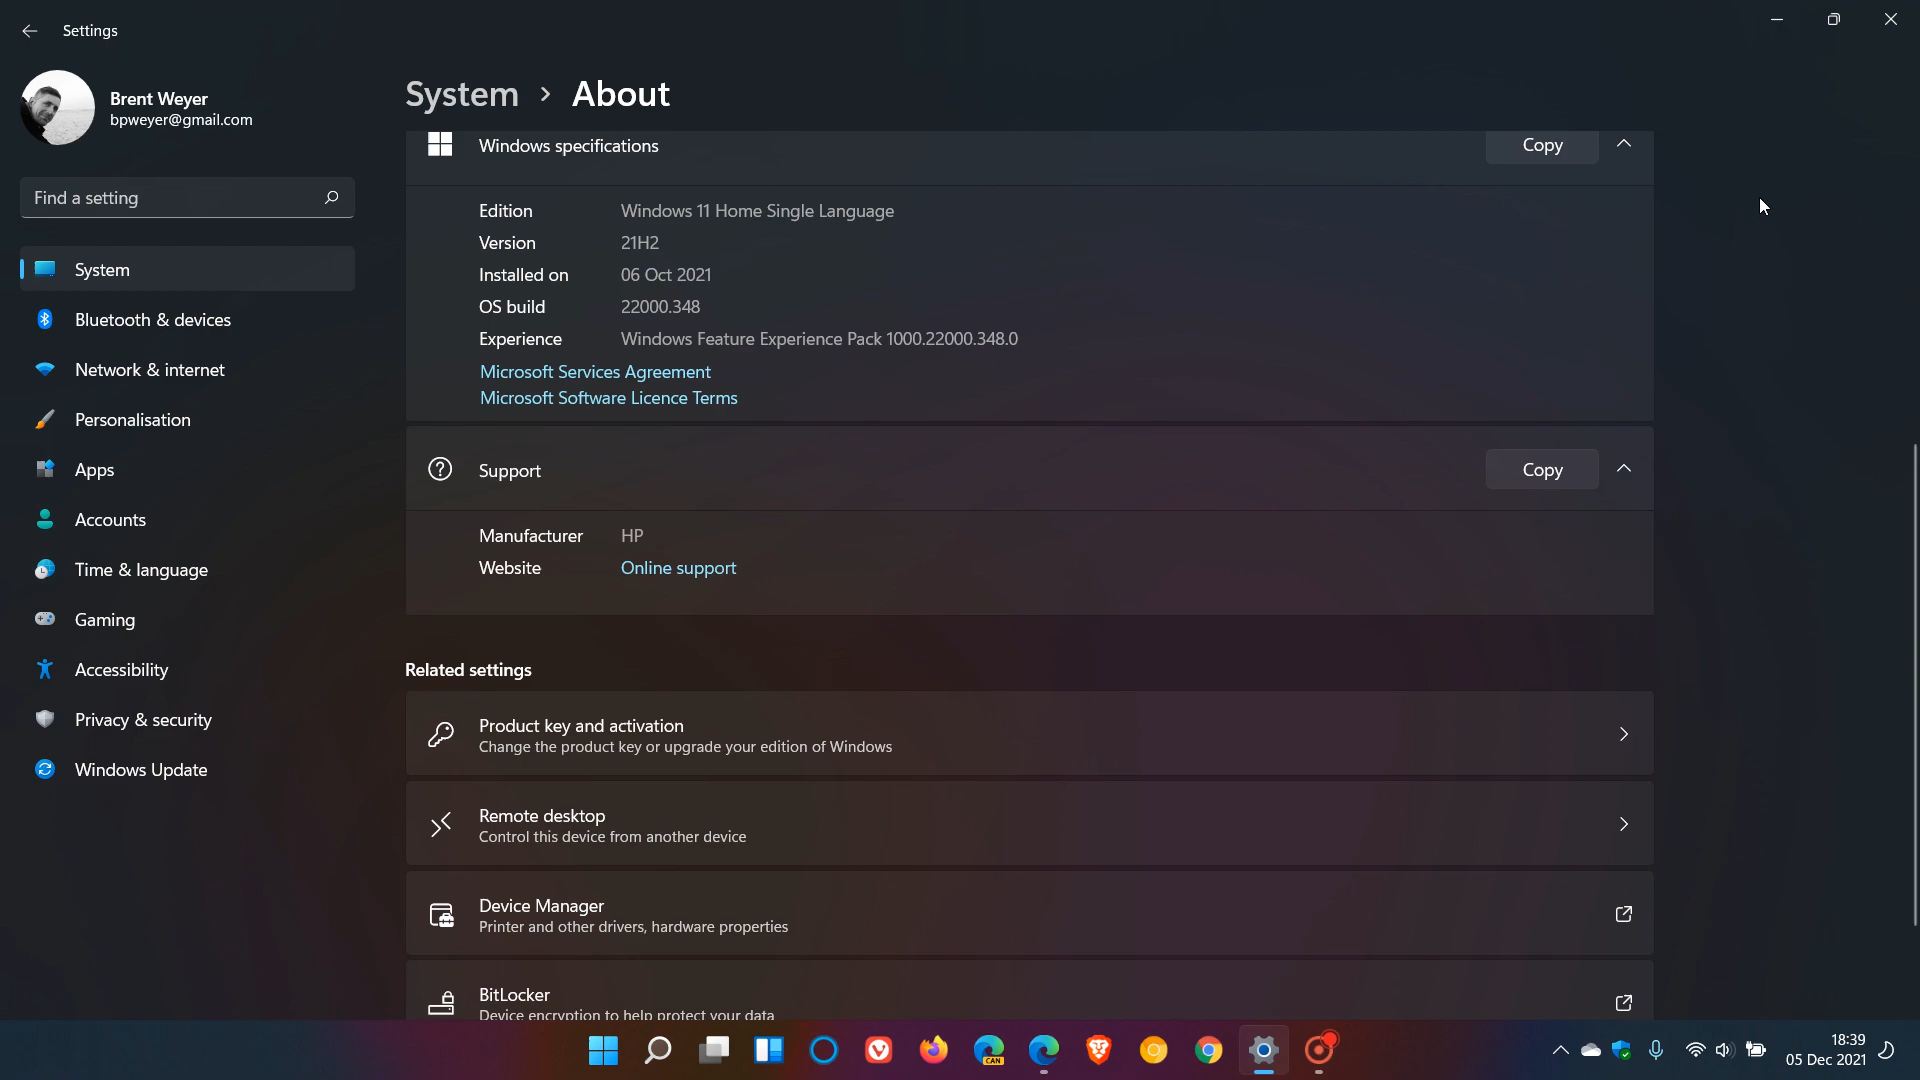 Settings
Brent Weyer
bpweyer@gmail.com
Find a setting
System
Bluetooth & devices
Network & internet
Personalisation
Apps
Accounts
Time & language
Gaming
Accessibility
Privacy & security
Windows Update
System > About
Windows specifications
Copy
Edition Windows 11 Home Single Language
Version 21H2
Installed on 06 Oct 2021
OS build 22000.348
Experience Windows Feature Experience Pack 1000.22000.348.0
Microsoft Services Agreement
Microsoft Software Licence Terms
Support
Copy
Manufacturer HP
Website Online support
Related settings
Product key and activation
Change the product key or upgrade your edition of Windows
Remote desktop
Control this device from another device
Device Manager
Printer and other drivers, hardware properties
BitLocker
Device encryption to help protect your data
CAN
18:39
05 Dec 2021